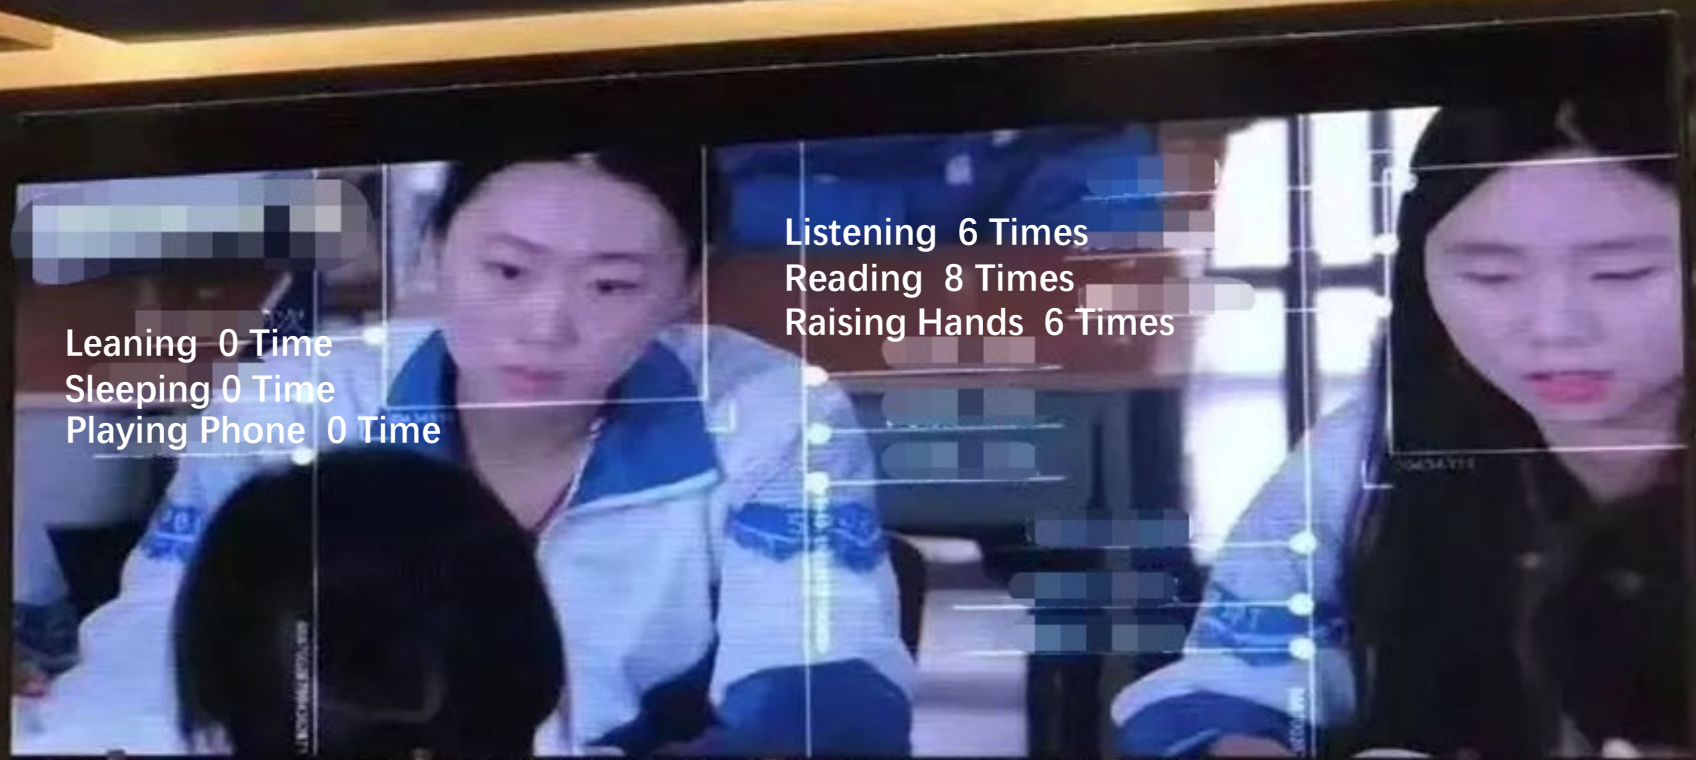 Leaning 0 Time
Sleeping 0 Time
Playing Phone 0 Time
Listening 6 Times
Reading 8 Times
Raising Hands 6 Times
次